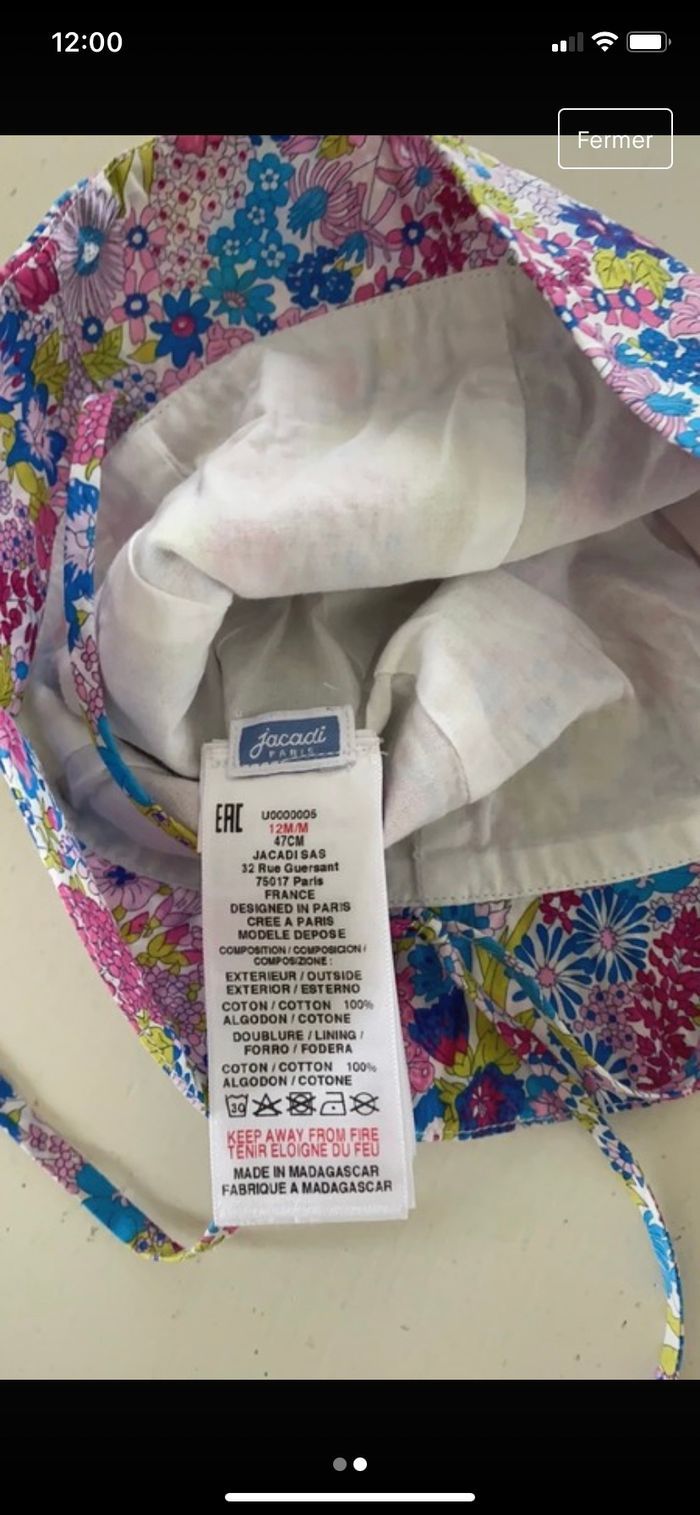 12:00
Fermer
jacadi
PARIS
EAC
U0000005
12M/M
47CM
JACADI SAS
32 Rue Guersant
75017 Paris
FRANCE
DESIGNED IN PARIS
CREE A PARIS
MODELE DEPOSE
COMPOSITION / COMPOSICION /
COMPOSIZIONE :
EXTERIEUR / OUTSIDE
EXTERIOR / ESTERNO
COTON / COTTON 100%
ALGODON / COTONE
DOUBLURE / LINING /
FORRO / FODERA
COTON / COTTON 100%
ALGODON / COTONE
30
KEEP AWAY FROM FIRE
TENIR ELOIGNE DU FEU
MADE IN MADAGASCAR
FABRIQUE A MADAGASCAR